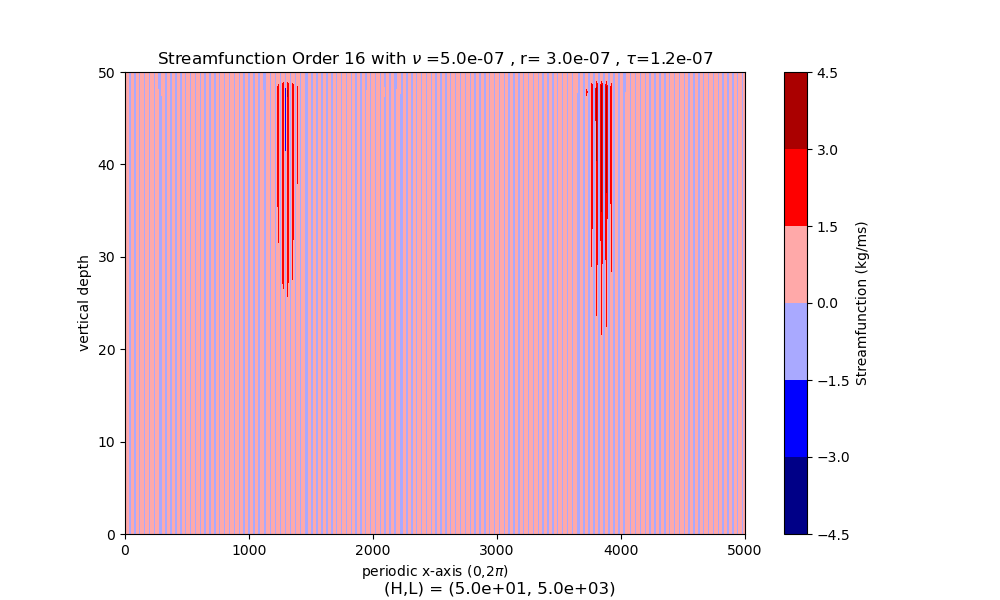 Streamfunction Order 16 with ν =5.0e-07 , r= 3.0e-07 , τ=1.2e-07
50
40
30
20
10
0
vertical depth
0 1000 2000 3000 4000 5000
periodic x-axis (0,2π)
(H,L) = (5.0e+01, 5.0e+03)
4.5
3.0
1.5
0.0
−1.5
−3.0
−4.5
Streamfunction (kg/ms)